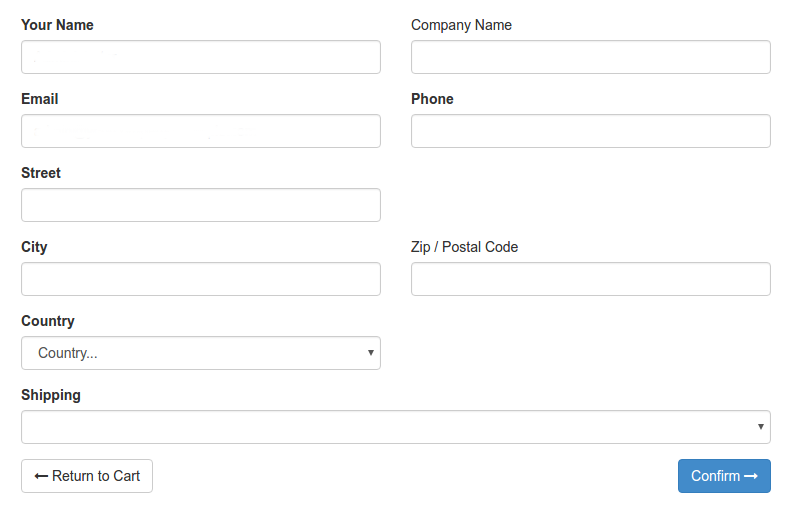 Your Name
Company Name
Email
Phone
Street
City
Zip / Postal Code
Country
Country...
Shipping
Return to Cart
Confirm